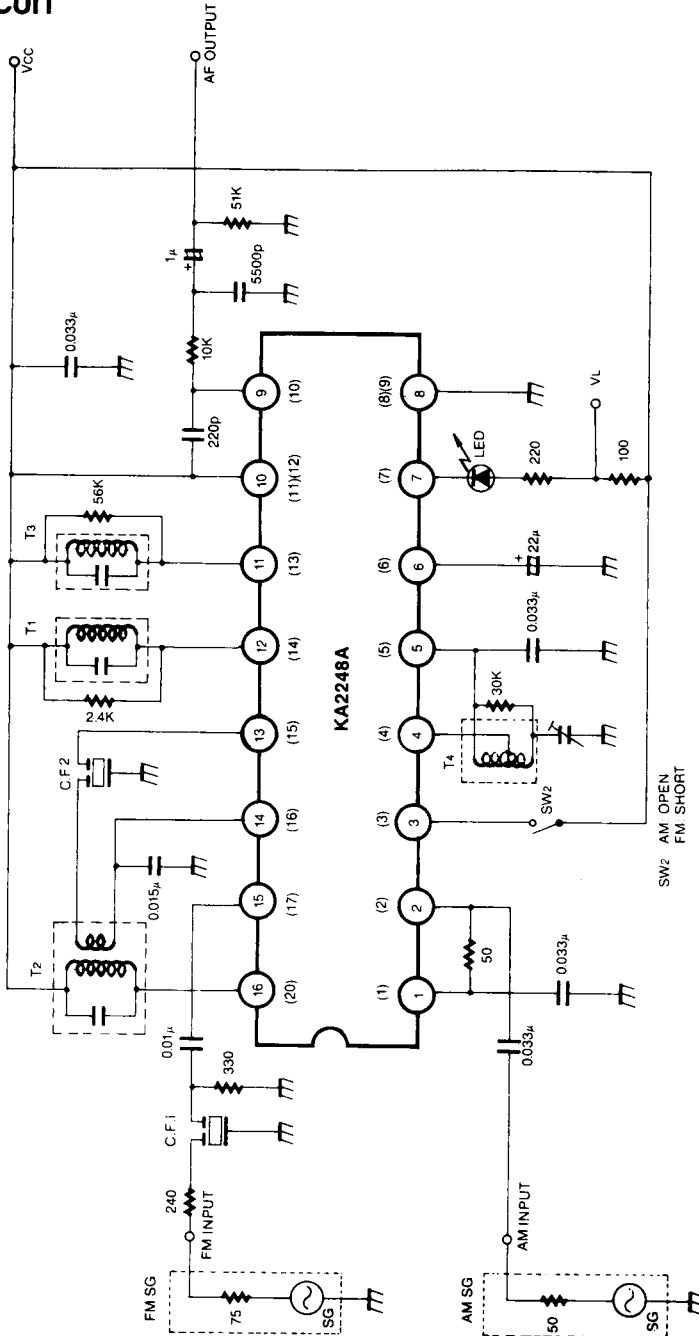 VCC
AF OUTPUT
51K
1μ
+
5500p
0.033μ
10K
220p
T3
56K
T1
2.4K
C.F.2
T2
0.015μ
0.01μ
330
C.F.1
240
FM INPUT
FM SG
75
SG
16
15
14
13
12
11
10
9
(20)
(17)
(16)
(15)
(14)
(13)
(11)(12)
(10)
KA2248A
(1)
(2)
(3)
(4)
(5)
(6)
(7)
(8)(9)
1
2
3
4
5
6
7
8
50
0.033μ
0.033μ
AM INPUT
AM SG
50
SG
SW2
T4
30K
0.033μ
+
22μ
LED
220
VL
100
SW2 AM: OPEN
FM: SHORT